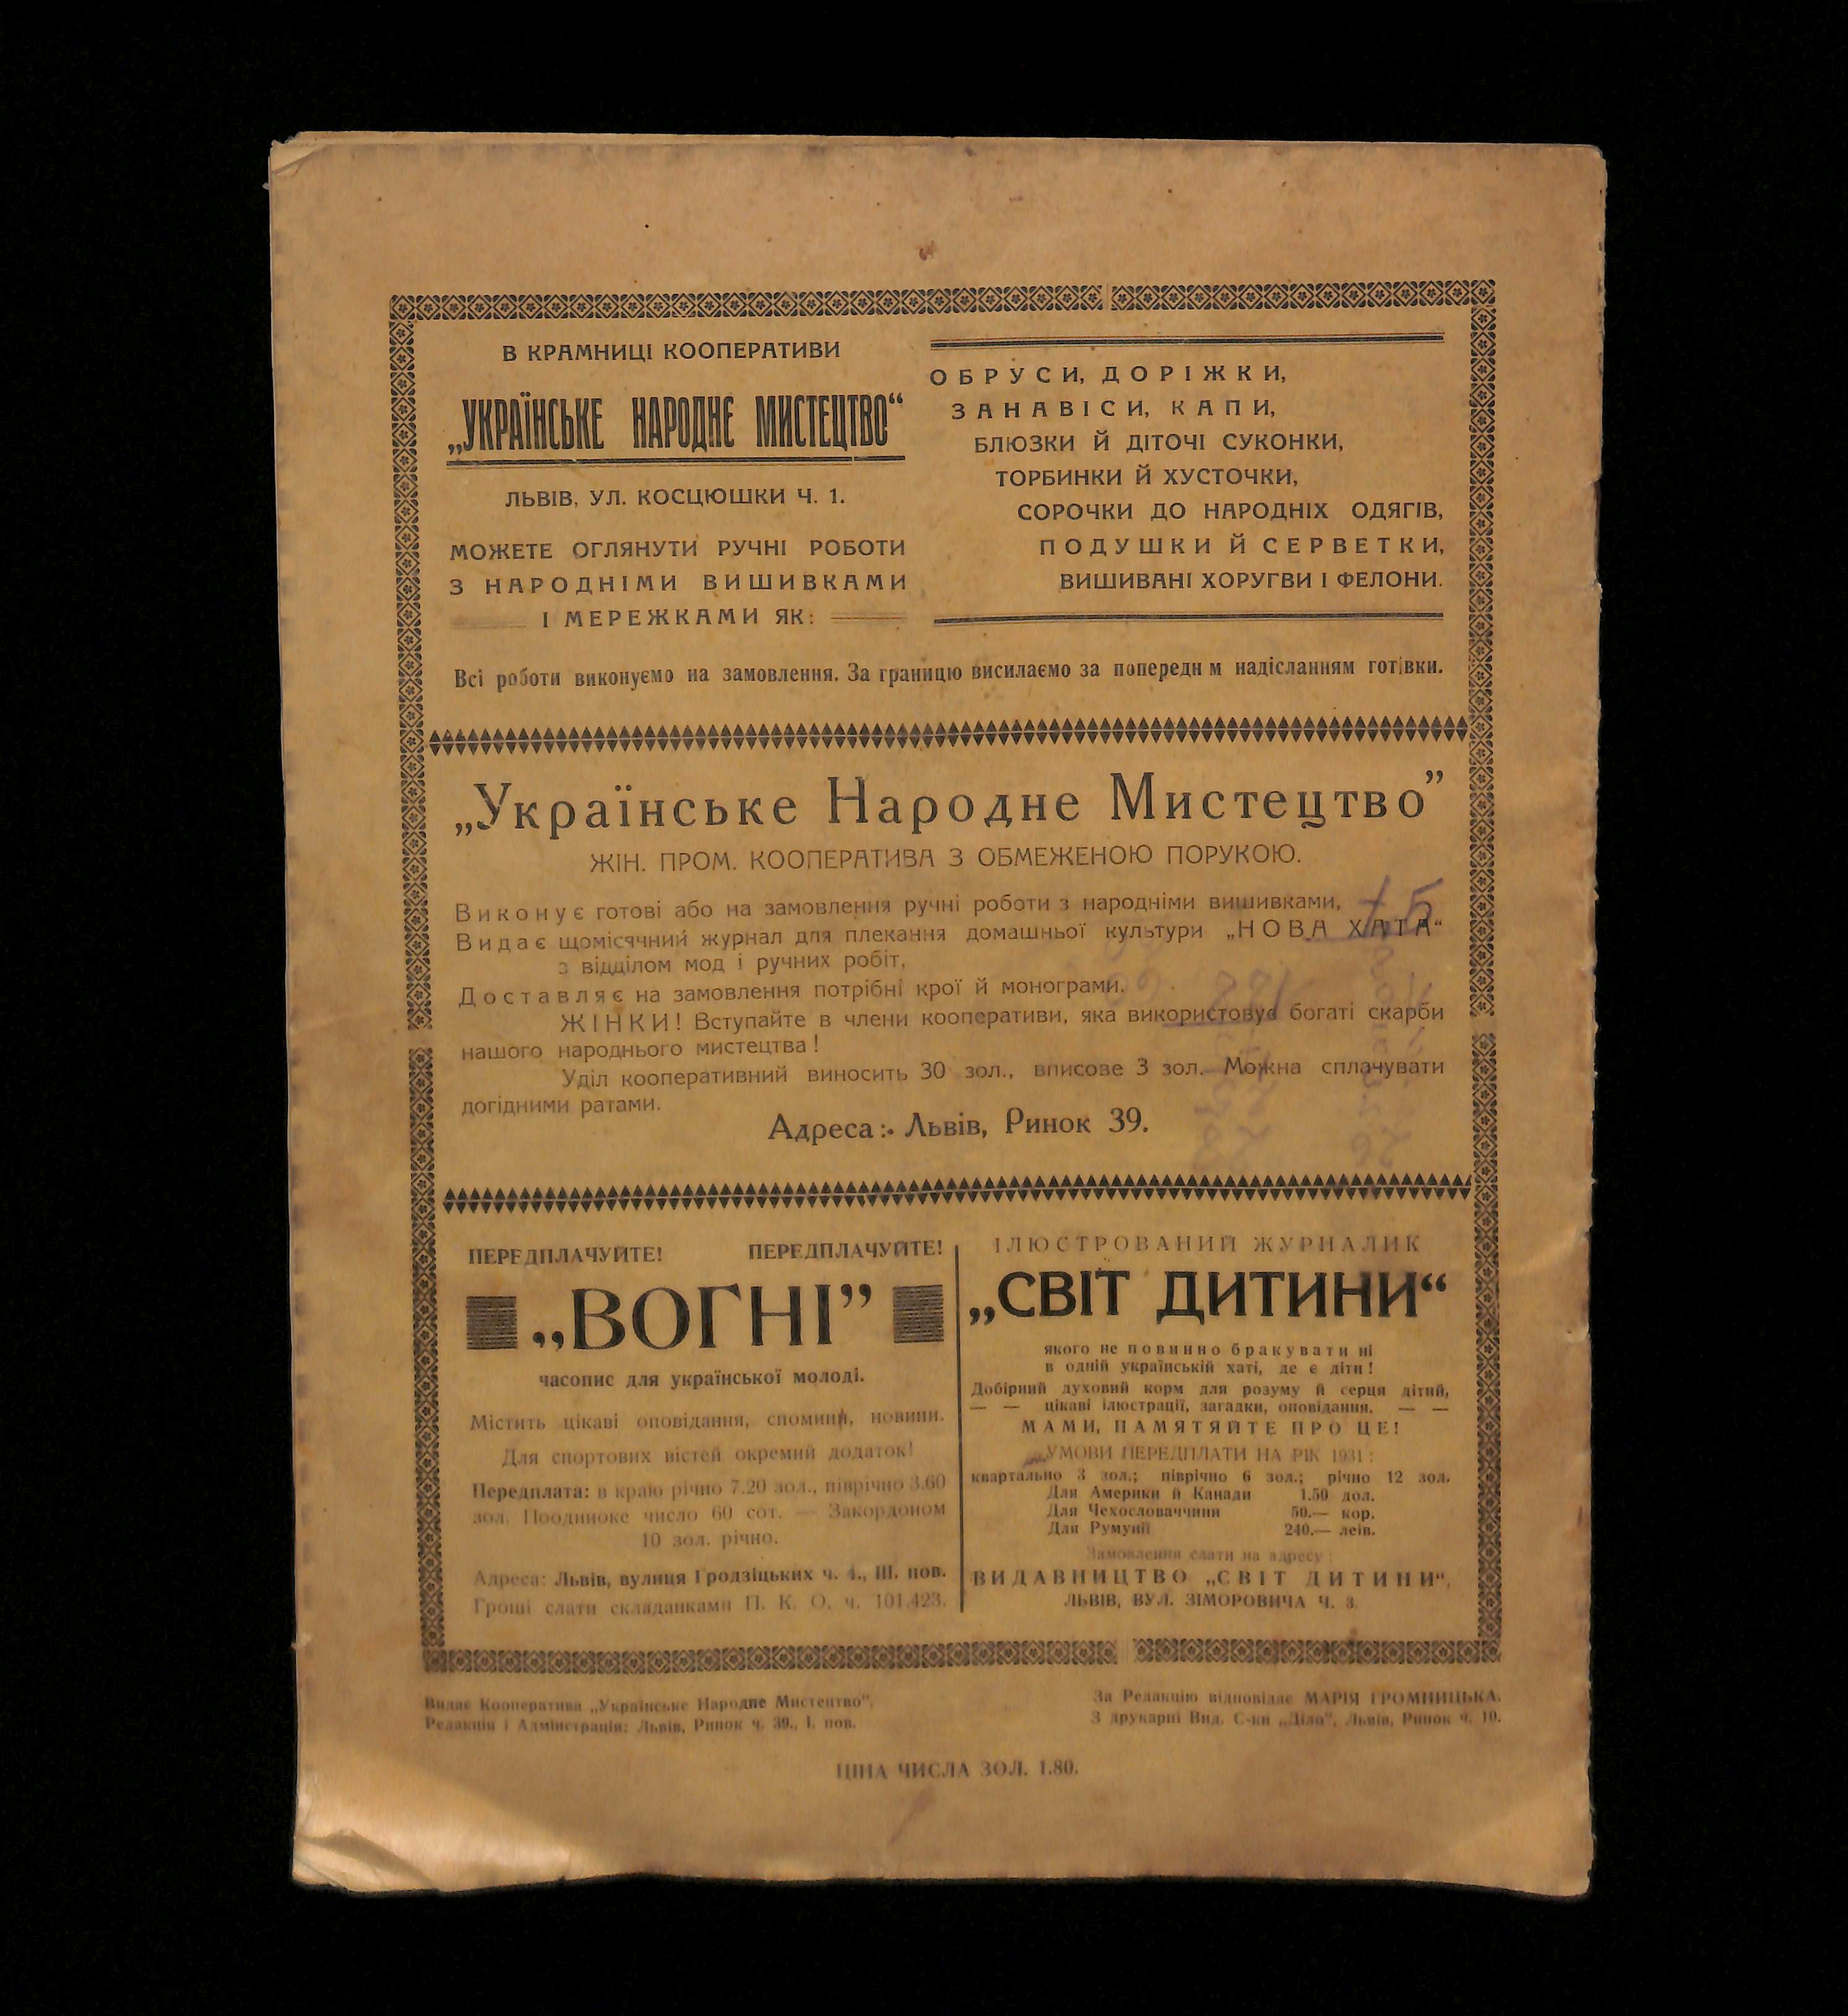 В КРАМНИЦІ КООПЕРАТИВИ
„УКРАЇНСЬКЕ НАРОДНЄ МИСТЕЦТВО“
ЛЬВІВ, УЛ. КОСЦЮШКИ Ч. 1.
МОЖЕТЕ ОГЛЯНУТИ РУЧНІ РОБОТИ
З НАРОДНІМИ ВИШИВКАМИ
І МЕРЕЖКАМИ ЯК:
ОБРУСИ, ДОРІЖКИ,
ЗАНАВІСИ, КАПИ,
БЛЮЗКИ Й ДІТОЧІ СУКОНКИ,
ТОРБИНКИ Й ХУСТОЧКИ,
СОРОЧКИ ДО НАРОДНІХ ОДЯГІВ,
ПОДУШКИ Й СЕРВЕТКИ,
ВИШИВАНІ ХОРУГВИ І ФЕЛОНИ.
Всі роботи виконуємо на замовлення. За границю висилаємо за попередн м надісланням готівки.
„Українське Народне Мистецтво”
ЖІН. ПРОМ. КООПЕРАТИВА З ОБМЕЖЕНОЮ ПОРУКОЮ.
Виконує готові або на замовлення ручні роботи з народніми вишивками,
75
Видає щомісячний журнал для плекання домашньої культури „НОВА ХАТА“
з відділом мод і ручних робіт,
Доставляє на замовлення потрібні крої й монограми.
ЖІНКИ! Вступайте в члени кооперативи, яка використовує богаті скарби
нашого народнього мистецтва!
Уділ кооперативний виносить 30 зол., вписове 3 зол. Можна сплачувати
догідними ратами.
Адреса: Львів, Ринок 39.
ПЕРЕДПЛАЧУЙТЕ! ПЕРЕДПЛАЧУЙТЕ!
„ВОГНІ”
часопис для української молоді.
Містить цікаві оповідання, спомини, новини.
Для спортових вістей окремий додаток!
Передплата: в краю річно 7.20 зол., піврічно 3.60
зол. Поодиноке число 60 сот. — Закордоном
10 зол. річно.
Адреса: Львів, вулиця Гродзіцьких ч. 4., III. пов.
Гроші слати складанками П. К. О. ч. 101.423.
ІЛЮСТРОВАНИЙ ЖУРНАЛИК
„СВІТ ДИТИНИ“
якого не повинно бракувати ні
в одній українській хаті, де є діти!
Добірний духовий корм для розуму й серця дітий,
— — цікаві ілюстрації, загадки, оповідання. — —
МАМИ, ПАМЯТЯЙТЕ ПРО ЦЕ!
УМОВИ ПЕРЕДПЛАТИ НА РІК 1931:
квартально 3 зол.; піврічно 6 зол.; річно 12 зол.
Для Америки й Канади 1.50 дол.
Для Чехословаччини 50.— кор.
Для Румунії 240.— леїв.
Замовлення слати на адресу:
ВИДАВНИЦТВО „СВІТ ДИТИНИ“,
ЛЬВІВ, ВУЛ. ЗІМОРОВИЧА Ч. 3.
Видає Кооператива „Українське Народне Мистецтво“.
Редакція і Адміністрація: Львів, Ринок ч. 39., I. пов.
За Редакцію відповідає МАРІЯ ГРОМНИЦЬКА.
З друкарні Вид. С-ки „Діло“, Львів, Ринок ч. 10.
ЦІНА ЧИСЛА ЗОЛ. 1.80.